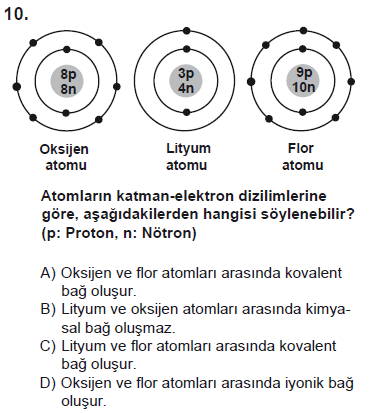 10.
8p
8n
3p
4n
9p
10n
Oksijen
atomu
Lityum
atomu
Flor
atomu
Atomların katman-elektron dizilimlerine
göre, aşağıdakilerden hangisi söylenebilir?
(p: Proton, n: Nötron)
A) Oksijen ve flor atomları arasında kovalent
bağ oluşur.
B) Lityum ve oksijen atomları arasında kimya-
sal bağ oluşmaz.
C) Lityum ve flor atomları arasında kovalent
bağ oluşur.
D) Oksijen ve flor atomları arasında iyonik bağ
oluşur.